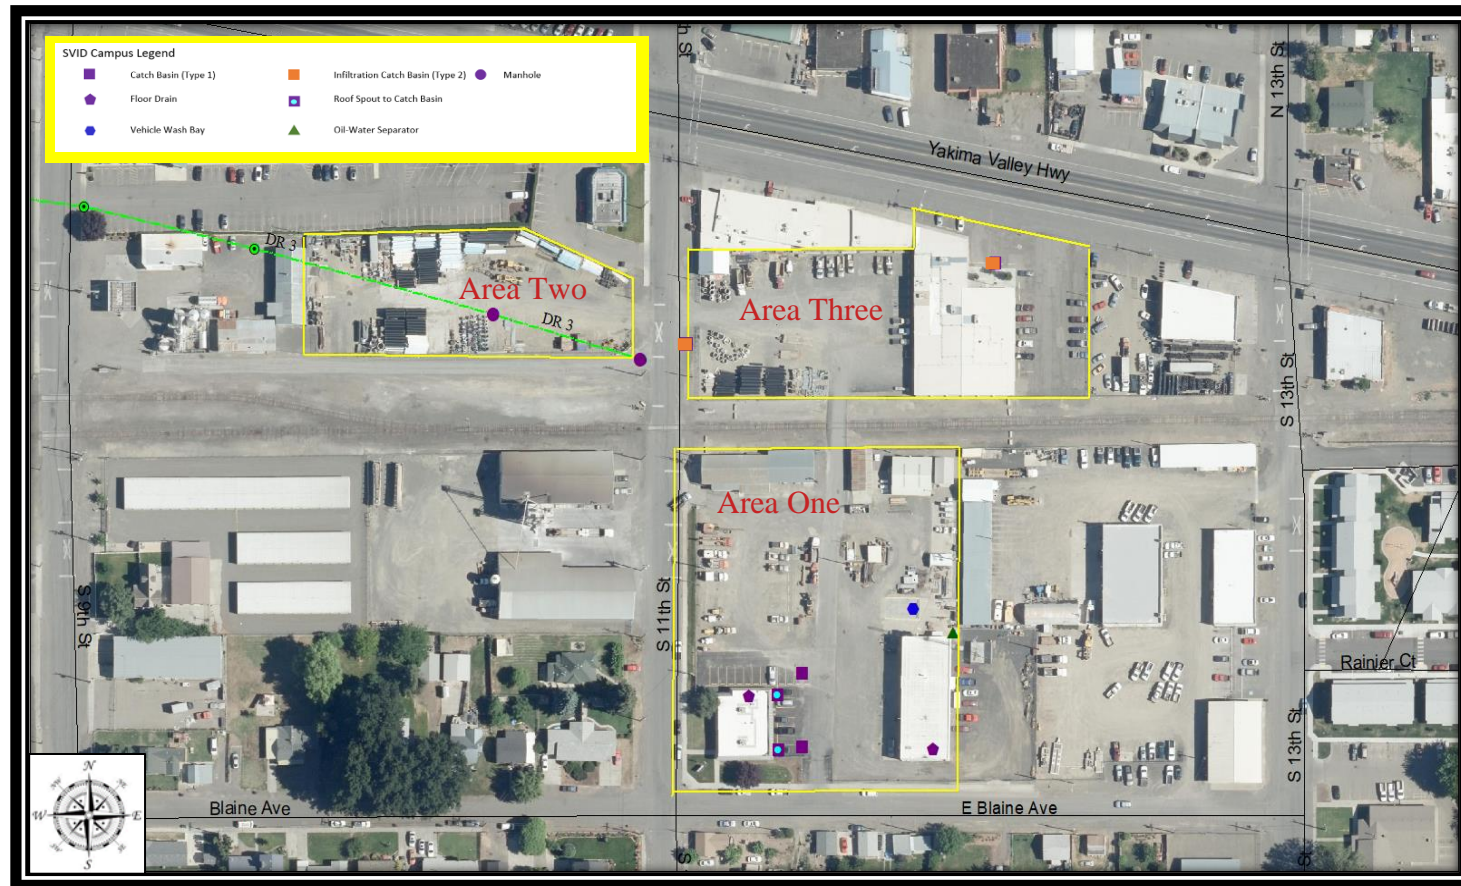 SVID Campus Legend
Catch Basin (Type 1)
Infiltration Catch Basin (Type 2)
Manhole
Floor Drain
Roof Spout to Catch Basin
Vehicle Wash Bay
Oil-Water Separator
h St
N 13th St
Yakima Valley Hwy
DR 3
Area Two
DR 3
Area Three
S 13th St
Area One
S 9th St
S 11th St
Rainier Ct
S 13th St
Blaine Ave
E Blaine Ave
N
W
E
S
S
St